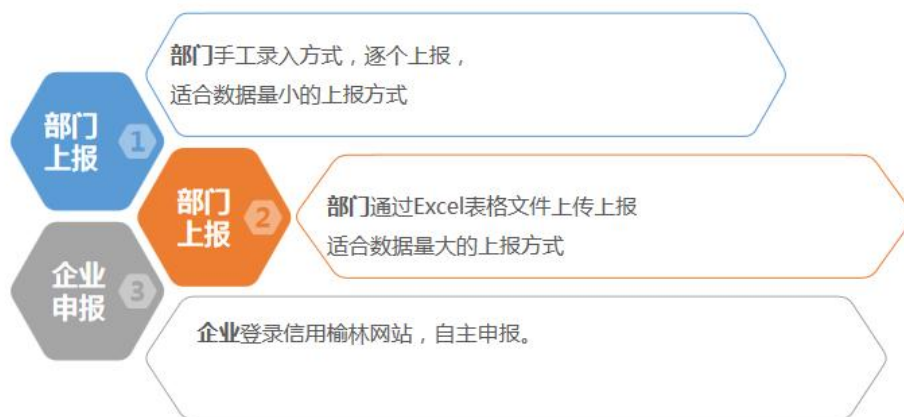 部门手工录入方式，逐个上报，
适合数据量小的上报方式
部门
上报
1
部门
上报
2
部门通过Excel表格文件上传上报
适合数据量大的上报方式
企业
申报
3
企业登录信用榆林网站，自主申报。